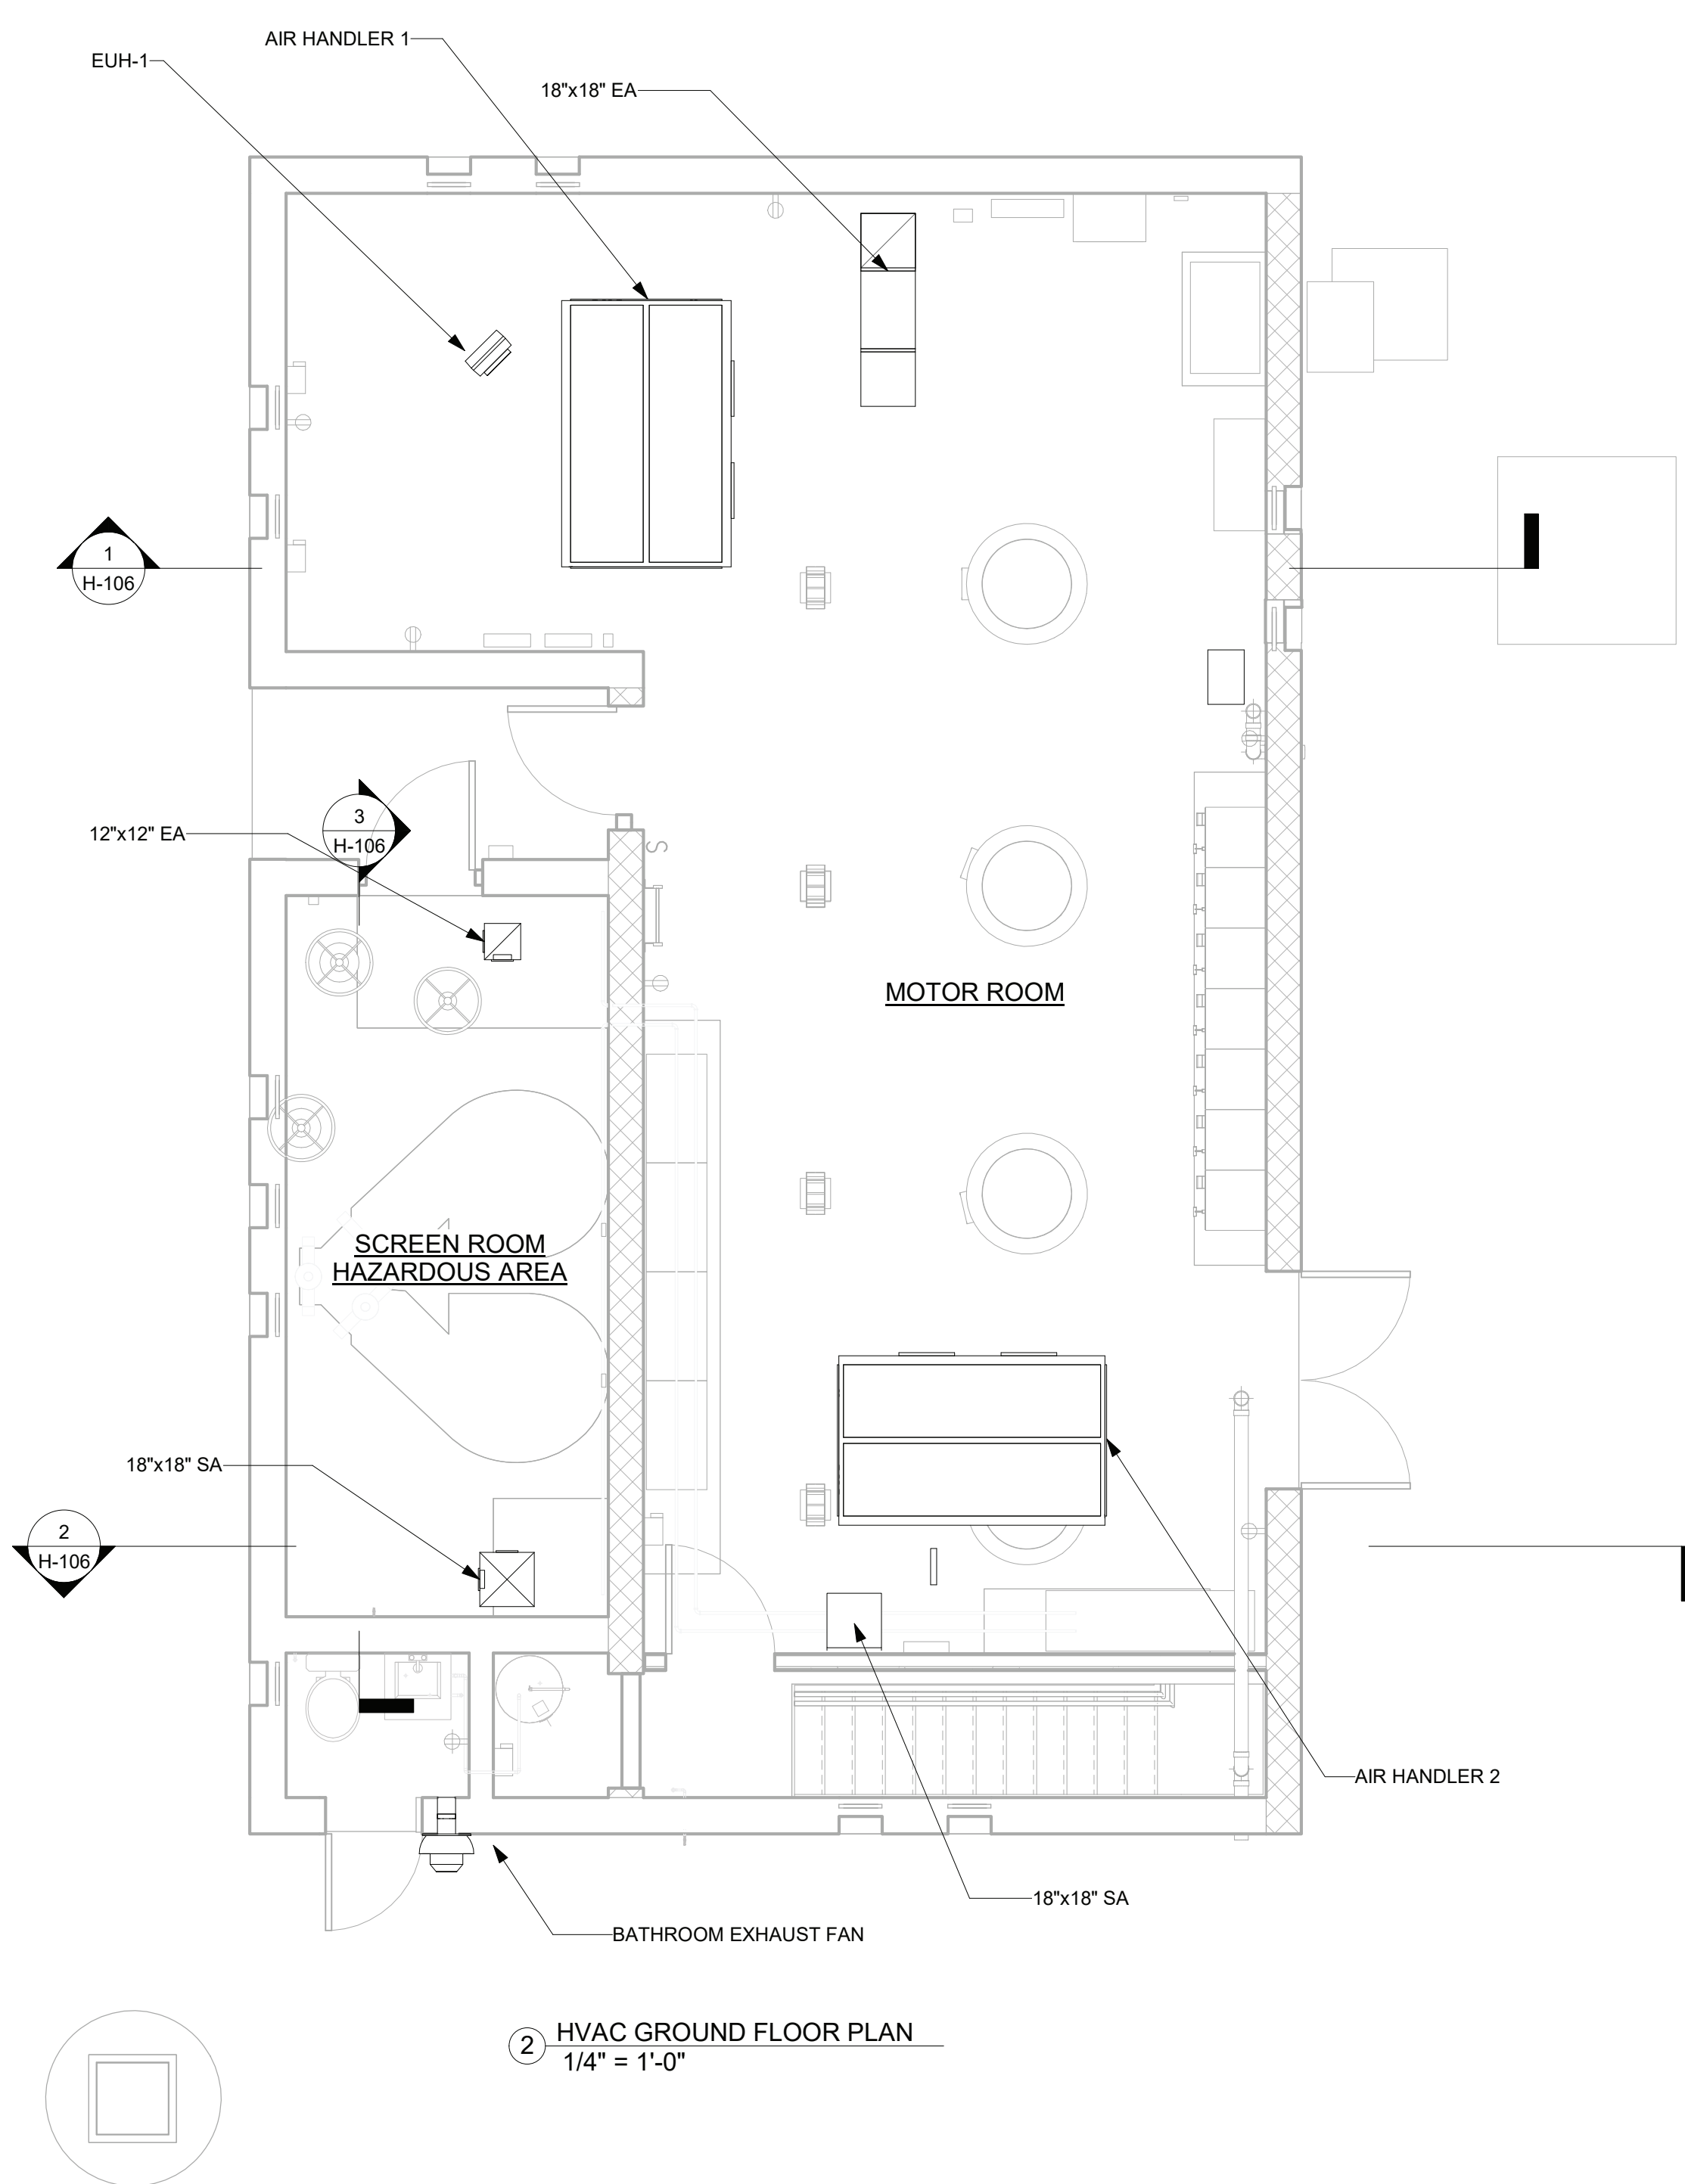 AIR HANDLER 1
EUH-1
18"x18" EA
1
H-106
3
H-106
12"x12" EA
S
MOTOR ROOM
SCREEN ROOM
HAZARDOUS AREA
18"x18" SA
2
H-106
AIR HANDLER 2
18"x18" SA
BATHROOM EXHAUST FAN
2
HVAC GROUND FLOOR PLAN
1/4" = 1'-0"